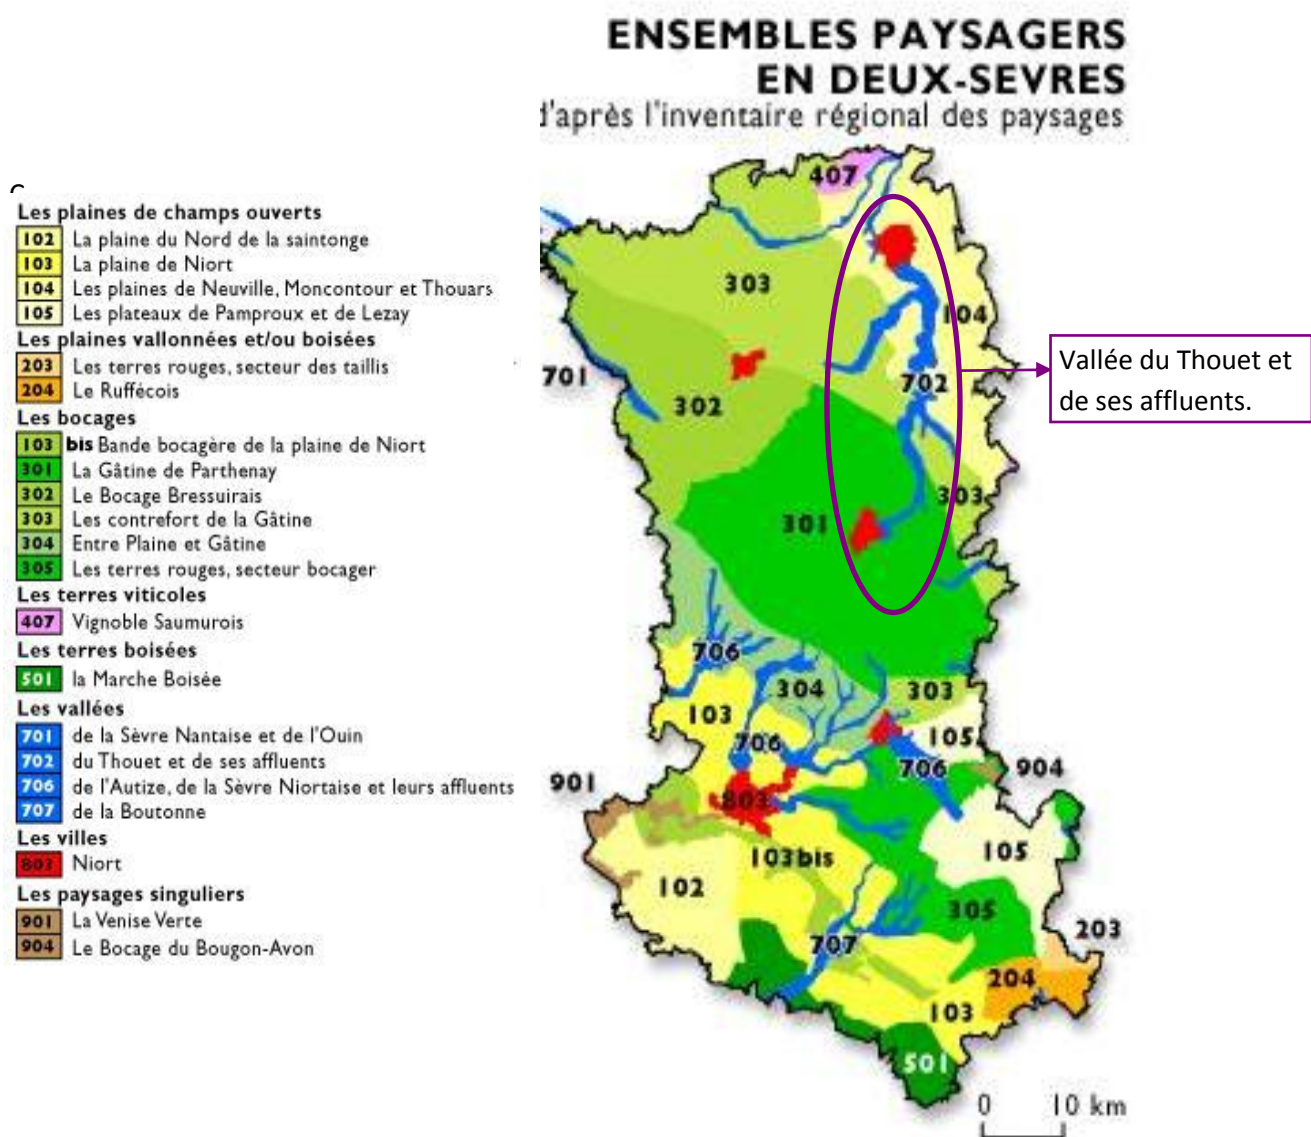 ENSEMBLES PAYSAGERS
EN DEUX-SEVRES
d'après l'inventaire régional des paysages
Les plaines de champs ouverts
102 La plaine du Nord de la saintonge
103 La plaine de Niort
104 Les plaines de Neuville, Moncontour et Thouars
105 Les plateaux de Pamproux et de Lezay
Les plaines vallonnées et/ou boisées
203 Les terres rouges, secteur des taillis
204 Le Ruffécois
Les bocages
103 bis Bande bocagère de la plaine de Niort
301 La Gâtine de Parthenay
302 Le Bocage Bressuirais
303 Les contrefort de la Gâtine
304 Entre Plaine et Gâtine
305 Les terres rouges, secteur bocager
Les terres viticoles
407 Vignoble Saumurois
Les terres boisées
501 la Marche Boisée
Les vallées
701 de la Sèvre Nantaise et de l'Ouin
702 du Thouet et de ses affluents
706 de l'Autize, de la Sèvre Niortaise et leurs affluents
707 de la Boutonne
Les villes
803 Niort
Les paysages singuliers
901 La Venise Verte
904 Le Bocage du Bougon-Avon
407
303
104
701
702
302
303
301
706
304
303
103
706
105
706
904
901
803
103bis
105
102
305
203
707
204
103
501
Vallée du Thouet et
de ses affluents.
0 10 km